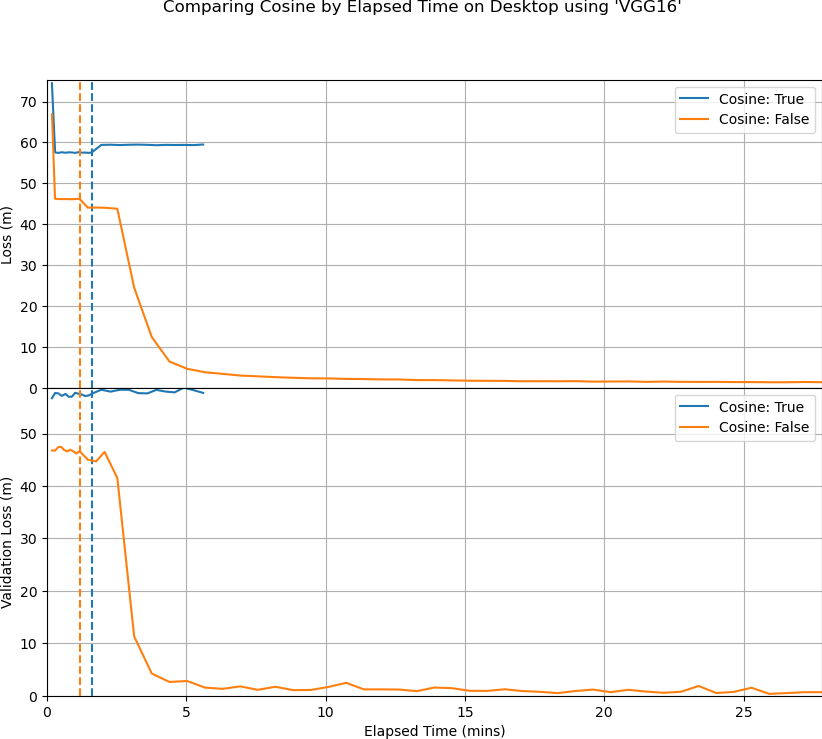 Comparing Cosine by Elapsed Time on Desktop using 'VGG16'
Loss (m)
70
60
50
40
30
20
10
0
Cosine: True
Cosine: False
Validation Loss (m)
50
40
30
20
10
0
Cosine: True
Cosine: False
0 5 10 15 20 25
Elapsed Time (mins)